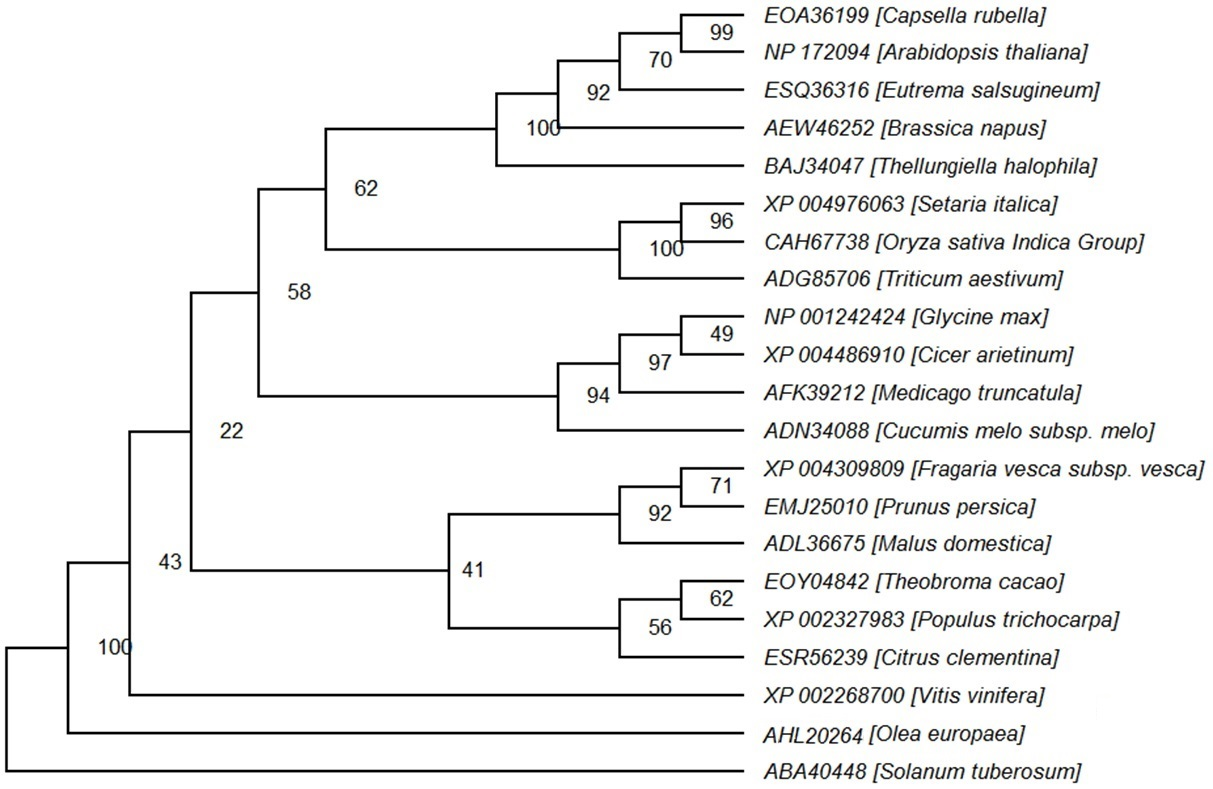 EOA36199 [Capsella rubella]
99
NP 172094 [Arabidopsis thaliana]
70
ESQ36316 [Eutrema salsugineum]
92
AEW46252 [Brassica napus]
100
BAJ34047 [Thellungiella halophila]
62
XP 004976063 [Setaria italica]
96
CAH67738 [Oryza sativa Indica Group]
100
ADG85706 [Triticum aestivum]
58
NP 001242424 [Glycine max]
49
XP 004486910 [Cicer arietinum]
97
AFK39212 [Medicago truncatula]
94
ADN34088 [Cucumis melo subsp. melo]
22
XP 004309809 [Fragaria vesca subsp. vesca]
71
EMJ25010 [Prunus persica]
92
ADL36675 [Malus domestica]
43
41
EOY04842 [Theobroma cacao]
62
XP 002327983 [Populus trichocarpa]
56
ESR56239 [Citrus clementina]
100
XP 002268700 [Vitis vinifera]
AHL20264 [Olea europaea]
ABA40448 [Solanum tuberosum]